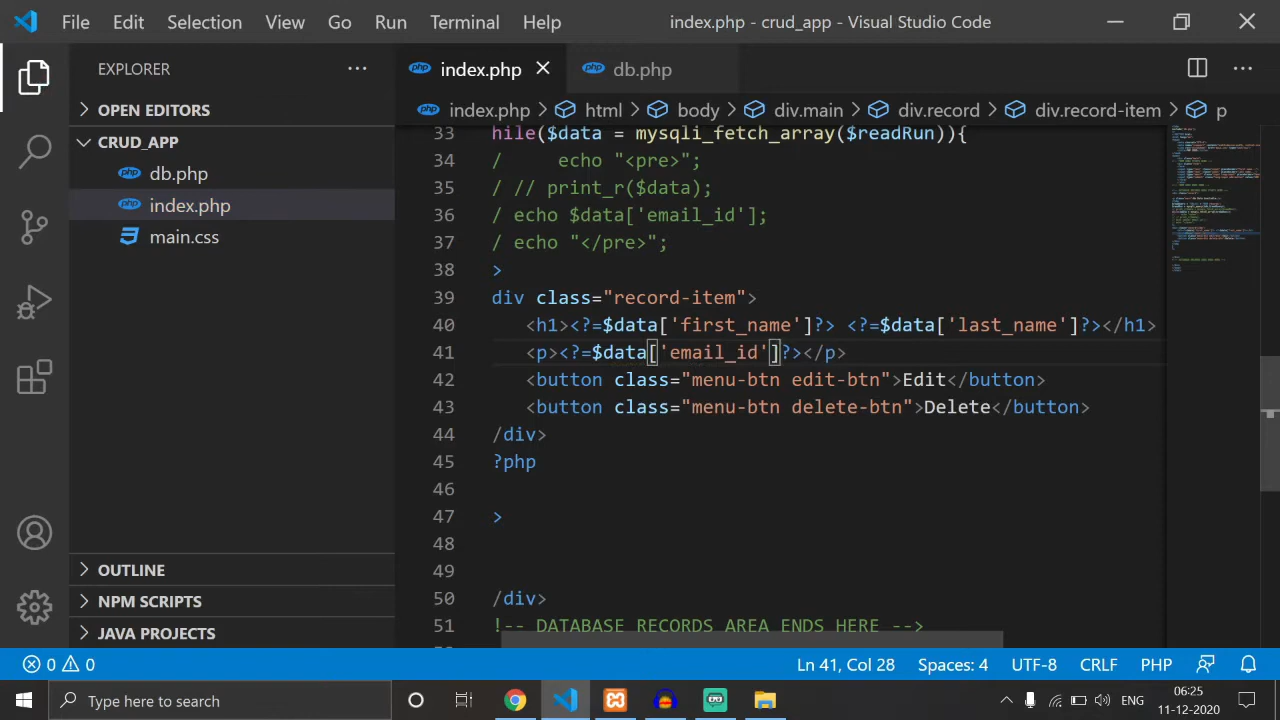 File Edit Selection View Go Run Terminal Help index.php - crud_app - Visual Studio Code
EXPLORER
OPEN EDITORS
CRUD_APP
php db.php
php index.php
main.css
OUTLINE
NPM SCRIPTS
JAVA PROJECTS
php index.php php db.php
php index.php > html > body > div.main > div.record > div.record-item > p
33 hile($data = mysqli_fetch_array($readRun)){
34 /     echo "<pre>";
35 / // print_r($data);
36 / echo $data['email_id'];
37 / echo "</pre>";
38 >
39 div class="record-item">
40    <h1><?=$data['first_name']?> <?=$data['last_name']?></h1>
41    <p><?=$data['email_id']?></p>
42    <button class="menu-btn edit-btn">Edit</button>
43    <button class="menu-btn delete-btn">Delete</button>
44 /div>
45 ?php
46
47 >
48
49
50 /div>
51 !-- DATABASE RECORDS AREA ENDS HERE -->
0 0 Ln 41, Col 28 Spaces: 4 UTF-8 CRLF PHP
Type here to search ENG 06:25
11-12-2020